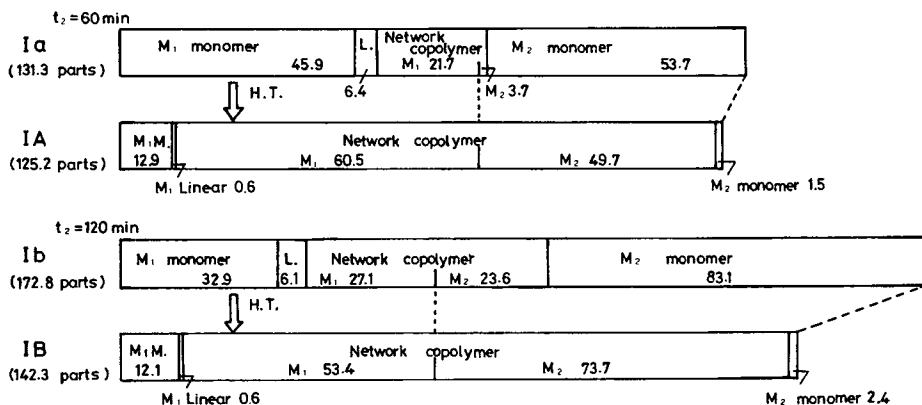 t₂=60 min
Ia
(131.3 parts)
M₁ monomer
45.9
L.
6.4
Network
copolymer
M₁ 21.7
M₂ 3.7
M₂ monomer
53.7
H.T.
IA
(125.2 parts)
M₁M.
12.9
M₁ Linear 0.6
Network copolymer
M₁ 60.5
M₂ 49.7
M₂ monomer 1.5
t₂=120 min
Ib
(172.8 parts)
M₁ monomer
32.9
L.
6.1
Network copolymer
M₁ 27.1
M₂ 23.6
M₂ monomer
83.1
H.T.
IB
(142.3 parts)
M₁M.
12.1
M₁ Linear 0.6
Network copolymer
M₁ 53.4
M₂ 73.7
M₂ monomer 2.4